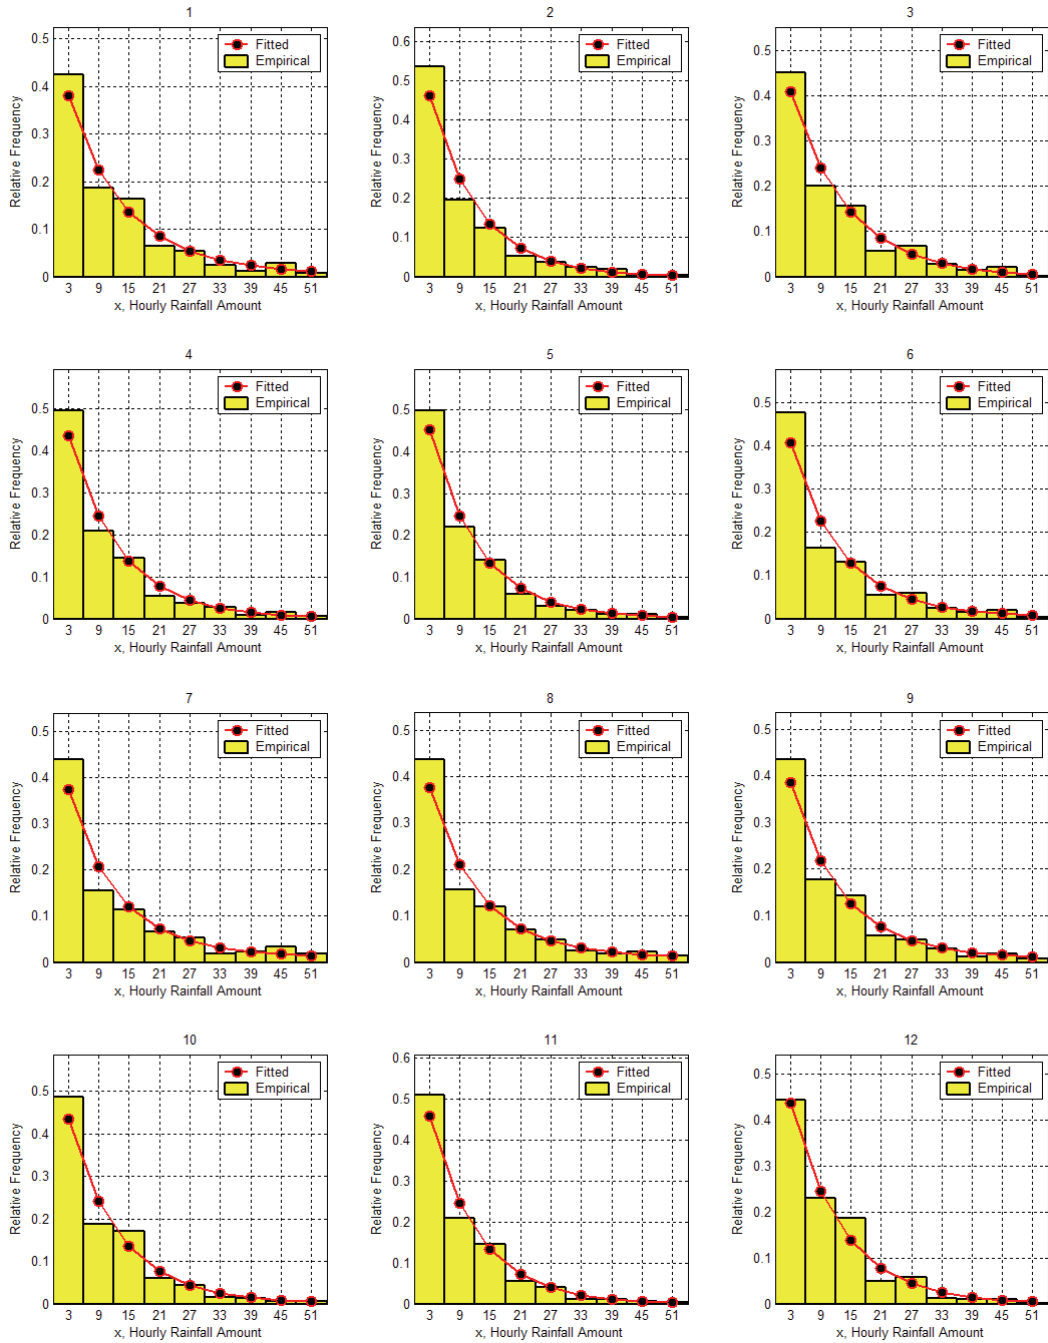 1
Relative Frequency
0.5
0.4
0.3
0.2
0.1
0
Fitted
Empirical
3 9 15 21 27 33 39 45 51
x, Hourly Rainfall Amount
2
Relative Frequency
0.6
0.5
0.4
0.3
0.2
0.1
0
Fitted
Empirical
3 9 15 21 27 33 39 45 51
x, Hourly Rainfall Amount
3
Relative Frequency
0.5
0.4
0.3
0.2
0.1
0
Fitted
Empirical
3 9 15 21 27 33 39 45 51
x, Hourly Rainfall Amount
4
Relative Frequency
0.5
0.4
0.3
0.2
0.1
0
Fitted
Empirical
3 9 15 21 27 33 39 45 51
x, Hourly Rainfall Amount
5
Relative Frequency
0.5
0.4
0.3
0.2
0.1
0
Fitted
Empirical
3 9 15 21 27 33 39 45 51
x, Hourly Rainfall Amount
6
Relative Frequency
0.5
0.4
0.3
0.2
0.1
0
Fitted
Empirical
3 9 15 21 27 33 39 45 51
x, Hourly Rainfall Amount
7
Relative Frequency
0.5
0.4
0.3
0.2
0.1
0
Fitted
Empirical
3 9 15 21 27 33 39 45 51
x, Hourly Rainfall Amount
8
Relative Frequency
0.5
0.4
0.3
0.2
0.1
0
Fitted
Empirical
3 9 15 21 27 33 39 45 51
x, Hourly Rainfall Amount
9
Relative Frequency
0.5
0.4
0.3
0.2
0.1
0
Fitted
Empirical
3 9 15 21 27 33 39 45 51
x, Hourly Rainfall Amount
10
Relative Frequency
0.5
0.4
0.3
0.2
0.1
0
Fitted
Empirical
3 9 15 21 27 33 39 45 51
x, Hourly Rainfall Amount
11
Relative Frequency
0.6
0.5
0.4
0.3
0.2
0.1
0
Fitted
Empirical
3 9 15 21 27 33 39 45 51
x, Hourly Rainfall Amount
12
Relative Frequency
0.5
0.4
0.3
0.2
0.1
0
Fitted
Empirical
3 9 15 21 27 33 39 45 51
x, Hourly Rainfall Amount